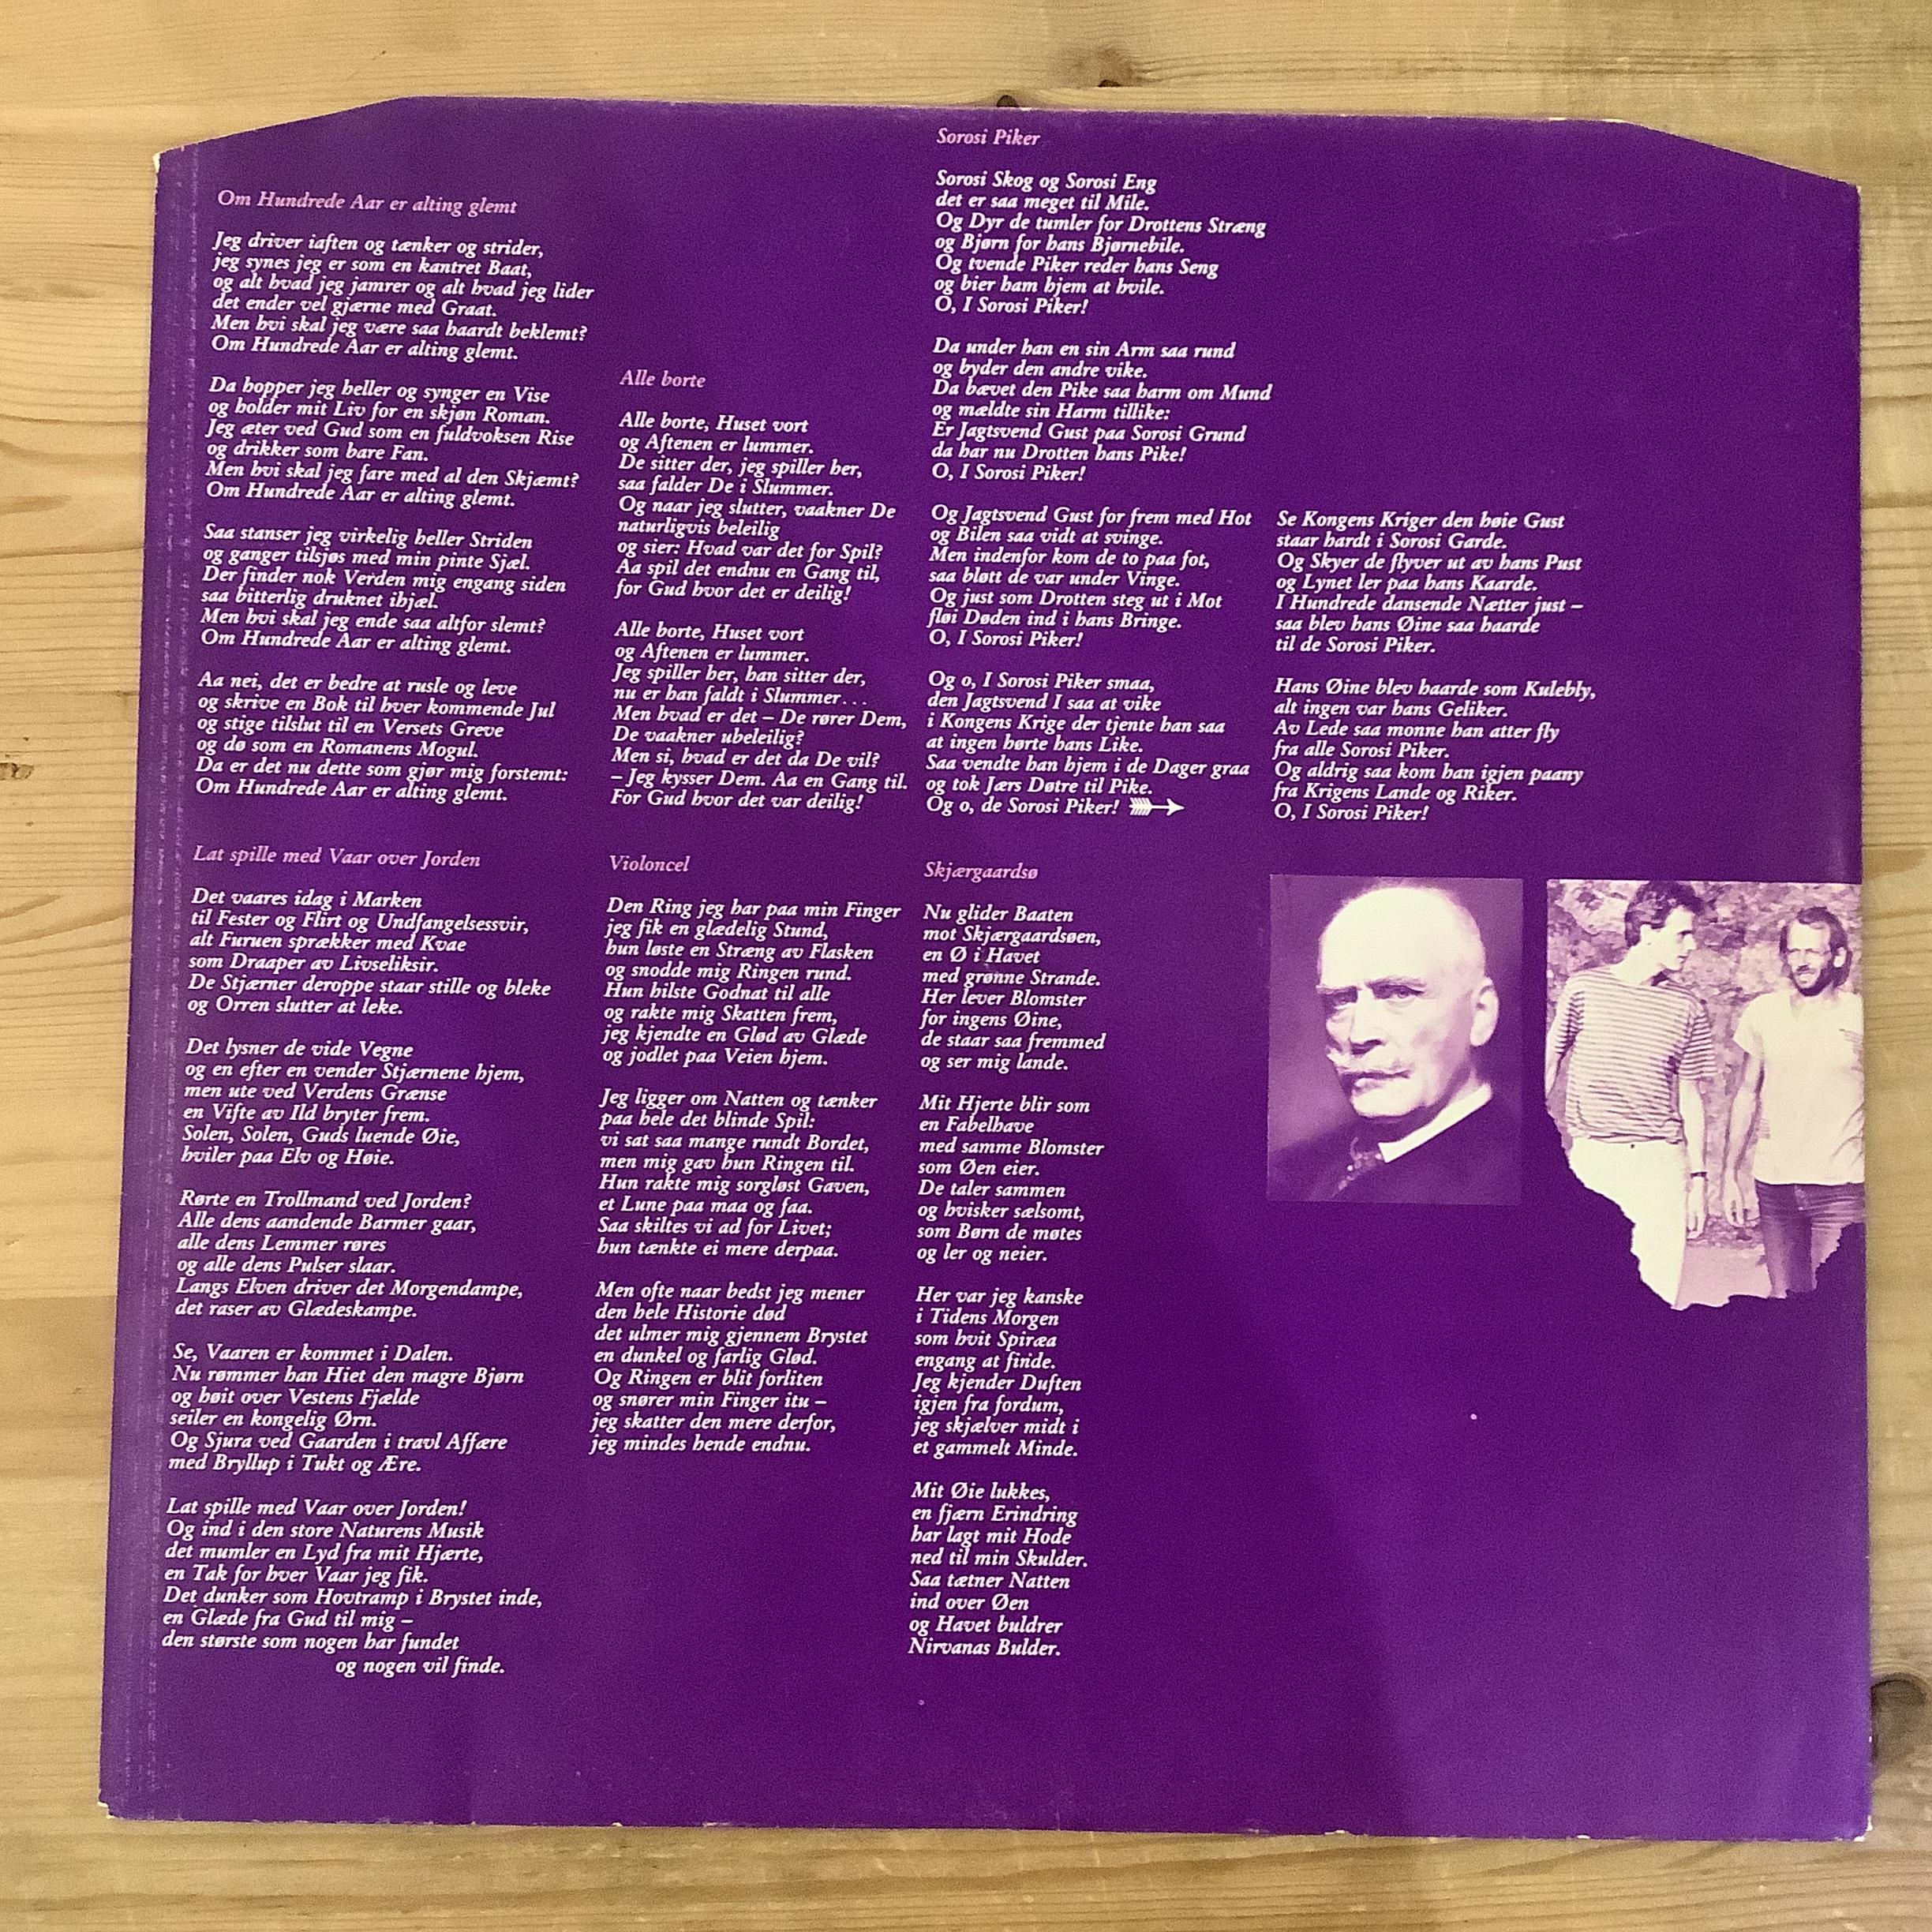 Om Hundrede Aar er alting glemt
Jeg driver iaften og tænker og strider,
jeg synes jeg er som en kantret Baat,
og alt hvad jeg jamrer og alt hvad jeg lider
det ender vel gjærne med Graat.
Men hvi skal jeg være saa haardt beklemt?
Om Hundrede Aar er alting glemt.
Da hopper jeg heller og synger en Vise
og holder mit Liv for en skjøn Roman.
Jeg æter ved Gud som en fuldvoksen Rise
og drikker som bare Fan.
Men hvi skal jeg fare med al den Skjæmt?
Om Hundrede Aar er alting glemt.
Saa stanser jeg virkelig heller Striden
og ganger tilsjøs med min pinte Sjæl.
Der finder nok Verden mig engang siden
saa bitterlig druknet ihjæl.
Men hvi skal jeg ende saa altfor slemt?
Om Hundrede Aar er alting glemt.
Aa nei, det er bedre at rusle og leve
og skrive en Bok til hver kommende Jul
og stige tilslut til en Versets Greve
og dø som en Romanens Mogul.
Da er det nu dette som gjør mig forstemt:
Om Hundrede Aar er alting glemt.
Lat spille med Vaar over Jorden
Det vaares idag i Marken
til Fester og Flirt og Undfangelsessvir,
alt Furuen sprækker med Kvae
som Draaper av Livseliksir.
De Stjærner deroppe staar stille og bleke
og Orren slutter at leke.
Det lysner de vide Vegne
og en efter en vender Stjærnene hjem,
men ute ved Verdens Grænse
en Vifte av Ild bryter frem.
Solen, Solen, Guds luende Øie,
hviler paa Elv og Høie.
Rørte en Trollmand ved Jorden?
Alle dens aandende Barmer gaar,
alle dens Lemmer røres
og alle dens Pulser slaar.
Langs Elven driver det Morgendampe,
det raser av Glædeskampe.
Se, Vaaren er kommet i Dalen.
Nu rømmer han Hiet den magre Bjørn
og høit over Vestens Fjælde
seiler en kongelig Ørn.
Og Sjura ved Gaarden i travl Affære
med Bryllup i Tukt og Ære.
Lat spille med Vaar over Jorden!
Og ind i den store Naturens Musik
det mumler en Lyd fra mit Hjærte,
en Tak for hver Vaar jeg fik.
Det dunker som Hovtramp i Brystet inde,
en Glæde fra Gud til mig –
den største som nogen har fundet
og nogen vil finde.
Alle borte
Alle borte, Huset vort
og Aftenen er lummer.
De sitter der, jeg spiller her,
saa falder De i Slummer.
Og naar jeg slutter, vaakner De
naturligvis beleilig
og sier: Hvad var det for Spil?
Aa spil det endnu en Gang til,
for Gud hvor det er deilig!
Alle borte, Huset vort
og Aftenen er lummer.
Jeg spiller her, han sitter der,
nu er han faldt i Slummer...
Men hvad er det – De rører Dem,
De vaakner ubeleilig?
Men si, hvad er det da De vil?
– Jeg kysser Dem. Aa en Gang til.
For Gud hvor det var deilig!
Violoncel
Den Ring jeg har paa min Finger
jeg fik en glædelig Stund,
hun løste en Stræng av Flasken
og snodde mig Ringen rund.
Hun hilste Godnat til alle
og rakte mig Skatten frem,
jeg kjendte en Glød av Glæde
og jodlet paa Veien hjem.
Jeg ligger om Natten og tænker
paa hele det blinde Spil:
vi sat saa mange rundt Bordet,
men mig gav hun Ringen til.
Hun rakte mig sorgløst Gaven,
et Lune paa maa og faa.
Saa skiltes vi ad for Livet;
hun tænkte ei mere derpaa.
Men ofte naar bedst jeg mener
den hele Historie død
det ulmer mig gjennem Brystet
en dunkel og farlig Glød.
Og Ringen er blit forliten
og snører min Finger itu –
jeg skatter den mere derfor,
jeg mindes hende endnu.
Sorosi Piker
Sorosi Skog og Sorosi Eng
det er saa meget til Mile.
Og Dyr de tumler for Drottens Stræng
og Bjørn for hans Bjørnebile.
Og tvende Piker reder hans Seng
og bier ham hjem at hvile.
O, I Sorosi Piker!
Da under han en sin Arm saa rund
og byder den andre vike.
Da bævet den Pike saa harm om Mund
og mældte sin Harm tillike:
Er Jagtsvend Gust paa Sorosi Grund
da har nu Drotten hans Pike!
O, I Sorosi Piker!
Og Jagtsvend Gust for frem med Hot
og Bilen saa vidt at svinge.
Men indenfor kom de to paa fot,
saa bløtt de var under Vinge.
Og just som Drotten steg ut i Mot
fløi Døden ind i hans Bringe.
O, I Sorosi Piker!
Og o, I Sorosi Piker smaa,
den Jagtsvend I saa at vike
i Kongens Krige der tjente han saa
at ingen hørte hans Like.
Saa vendte han hjem i de Dager graa
og tok Jærs Døtre til Pike.
Og o, de Sorosi Piker!
Se Kongens Kriger den høie Gust
staar hardt i Sorosi Garde.
Og Skyer de flyver ut av hans Pust
og Lynet ler paa hans Kaarde.
I Hundrede dansende Nætter just –
saa blev hans Øine saa haarde
til de Sorosi Piker.
Hans Øine blev haarde som Kulebly,
alt ingen var hans Geliker.
Av Lede saa monne han atter fly
fra alle Sorosi Piker.
Og aldrig saa kom han igjen paany
fra Krigens Lande og Riker.
O, I Sorosi Piker!
Skjærgaardsø
Nu glider Baaten
mot Skjærgaardsøen,
en Ø i Havet
med grønne Strande.
Her lever Blomster
for ingens Øine,
de staar saa fremmed
og ser mig lande.
Mit Hjerte blir som
en Fabelhave
med samme Blomster
som Øen eier.
De taler sammen
og hvisker sælsomt,
som Børn de møtes
og ler og neier.
Her var jeg kanske
i Tidens Morgen
som hvit Spiræa
engang at finde.
Jeg kjender Duften
igjen fra fordum,
jeg skjælver midt i
et gammelt Minde.
Mit Øie lukkes,
en fjærn Erindring
har lagt mit Hode
ned til min Skulder.
Saa tætner Natten
ind over Øen
og Havet buldrer
Nirvanas Bulder.